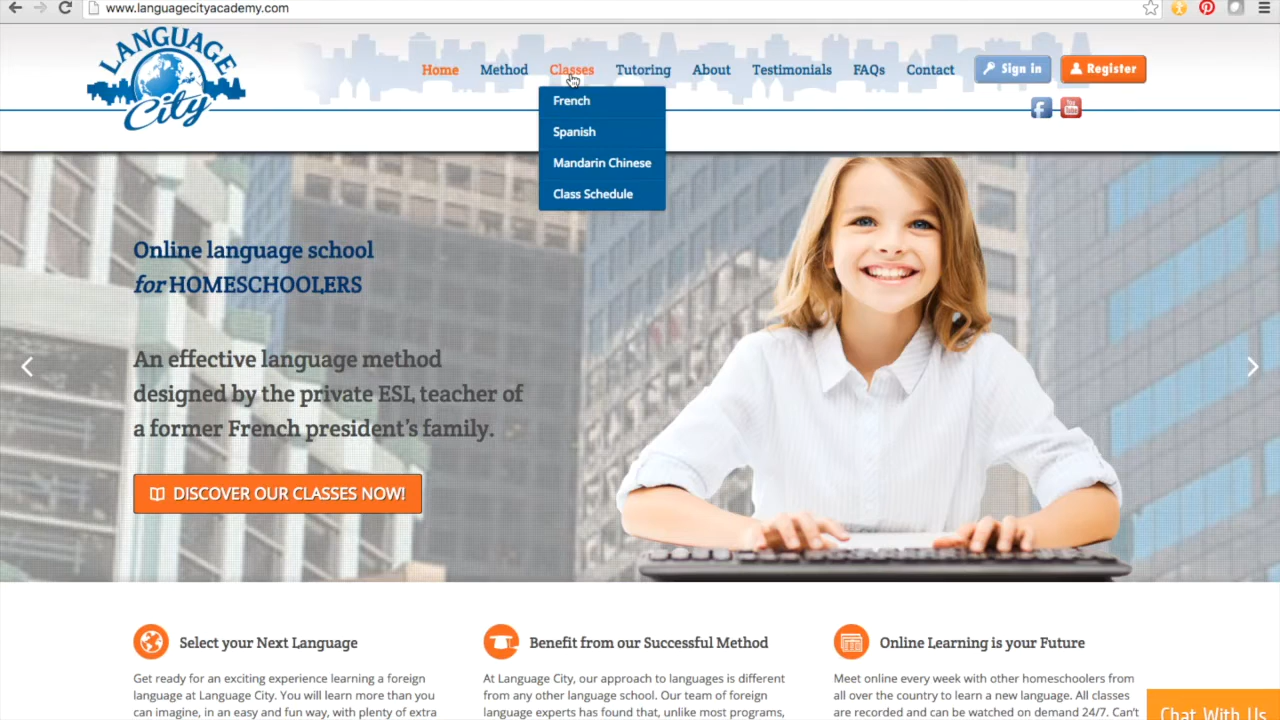 www.languagecityacademy.com
LANGUAGE
City
Home Method Classes Tutoring About Testimonials FAQs Contact Sign in Register
French
Spanish
Mandarin Chinese
Class Schedule
Online language school
for HOMESCHOOLERS
An effective language method
designed by the private ESL teacher of
a former French president's family.
DISCOVER OUR CLASSES NOW!
Select your Next Language
Get ready for an exciting experience learning a foreign
language at Language City. You will learn more than you
can imagine, in an easy and fun way, with plenty of extra
Benefit from our Successful Method
At Language City, our approach to languages is different
from any other language school. Our team of foreign
language experts has found that, unlike most programs,
Online Learning is your Future
Meet online every week with other homeschoolers from
all over the country to learn a new language. All classes
are recorded and can be watched on demand 24/7. Can't
Chat With Us